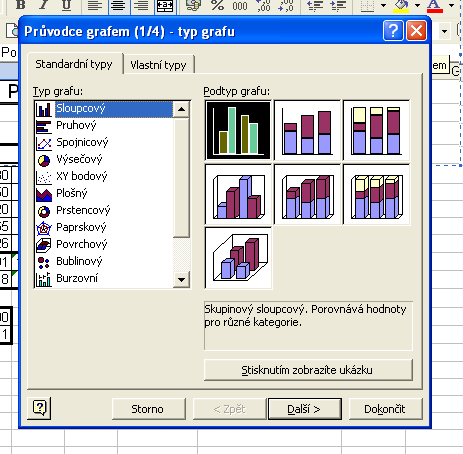 Průvodce grafem (1/4) - typ grafu
Standardní typy
Vlastní typy
Typ grafu:
Podtyp grafu:
Sloupcový
Pruhový
Spojnicový
Výsečový
XY bodový
Plošný
Prstencový
Paprskový
Povrchový
Bublinový
Burzovní
Skupinový sloupcový. Porovnává hodnoty
pro různé kategorie.
Stisknutím zobrazíte ukázku
Storno
< Zpět
Další >
Dokončit